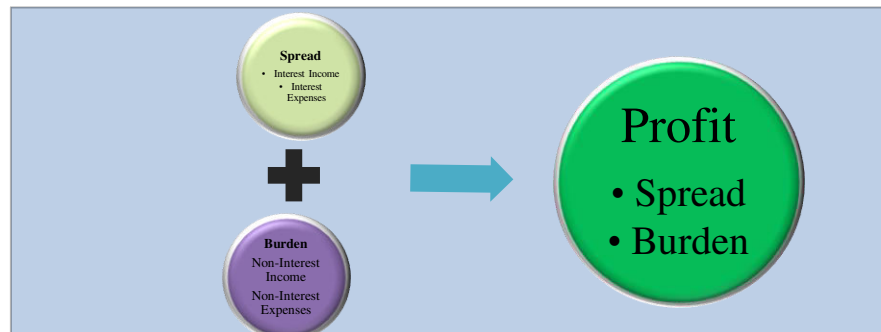 Spread
• Interest Income
• Interest
Expenses
Burden
Non-Interest
Income
Non-Interest
Expenses
Profit
• Spread
• Burden